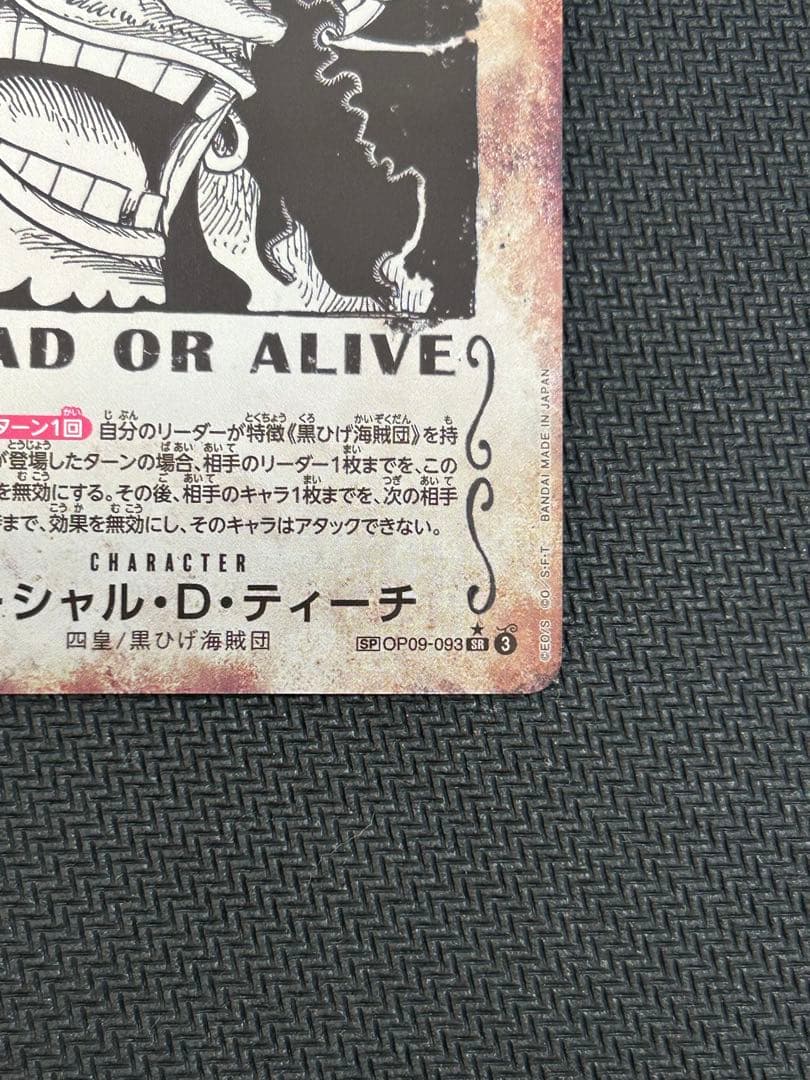 AD OR ALIVE
ターン1回 自分のリーダーが特徴《黒ひげ海賊団》を持
が登場したターンの場合、相手のリーダー1枚までを、この
を無効にする。その後、相手のキャラ1枚までを、次の相手
まで、効果を無効にし、そのキャラはアタックできない。
CHARACTER
ーシャル・D・ティーチ
四皇/黒ひげ海賊団
SP OP09-093 SR 3
©EO/S ©O S・F・T BANDAI MADE IN JAPAN